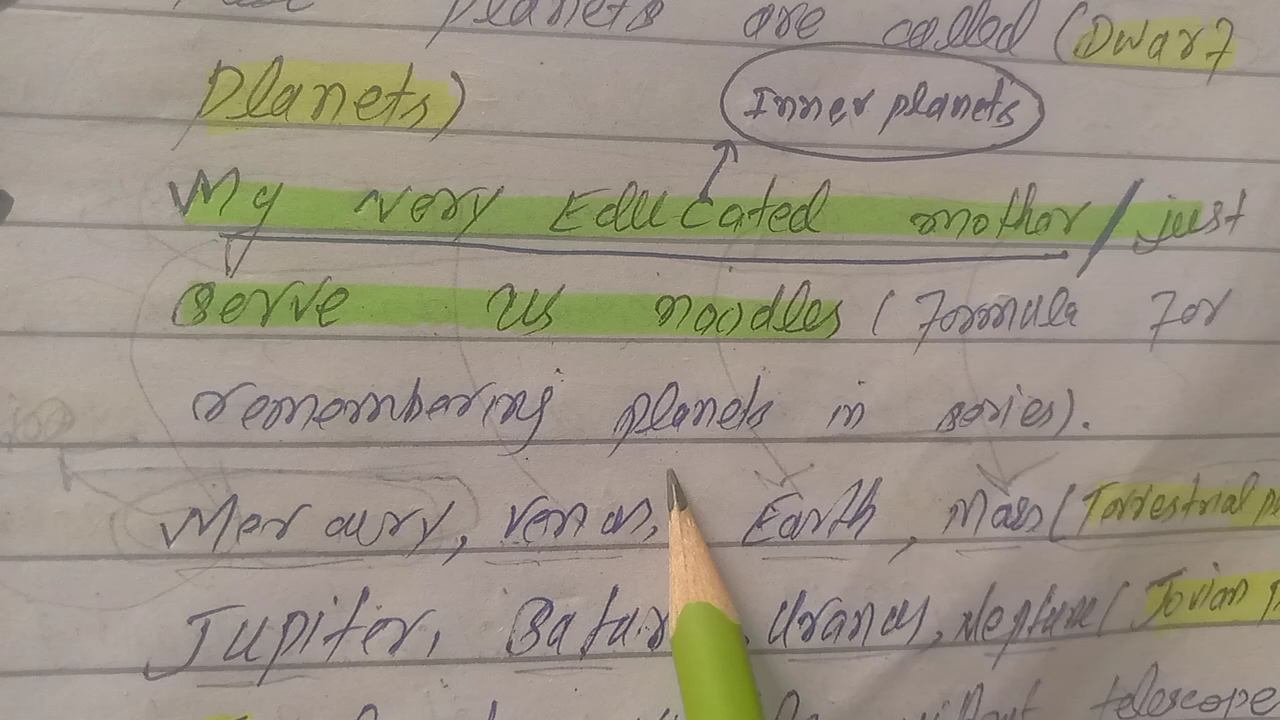 planets are called (Dwarf
Planets)
Inner planets
My very Educated mother / just
serve us noodles (Formula For
remembering planets in series).
Mercury, venus, Earth, Mars (Terrestrial
Jupiter, Satur , Uranus, Neptune (Jovian
telescope